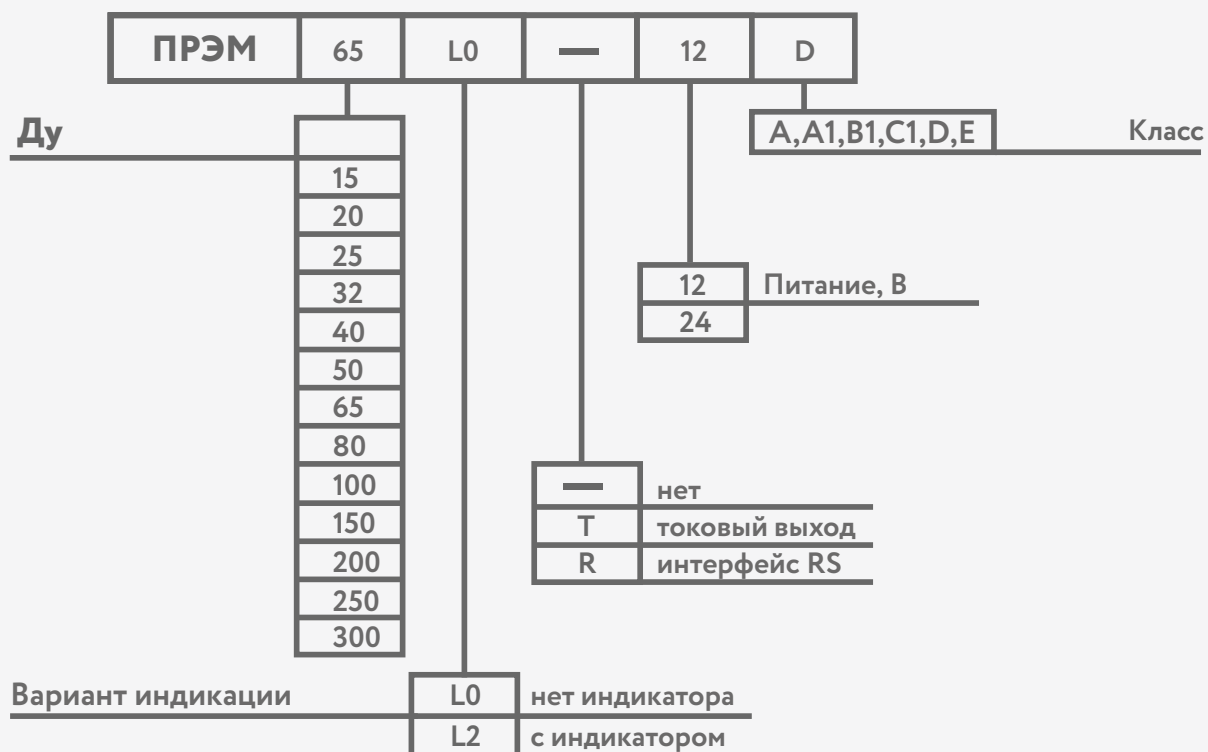 ПРЭМ 65 L0 — 12 D
Ду
A,A1,B1,C1,D,E Класс
15
20
25
32
40
50
65
80
100
150
200
250
300
12 Питание, В
24
— нет
T токовый выход
R интерфейс RS
Вариант индикации L0 нет индикатора
L2 с индикатором